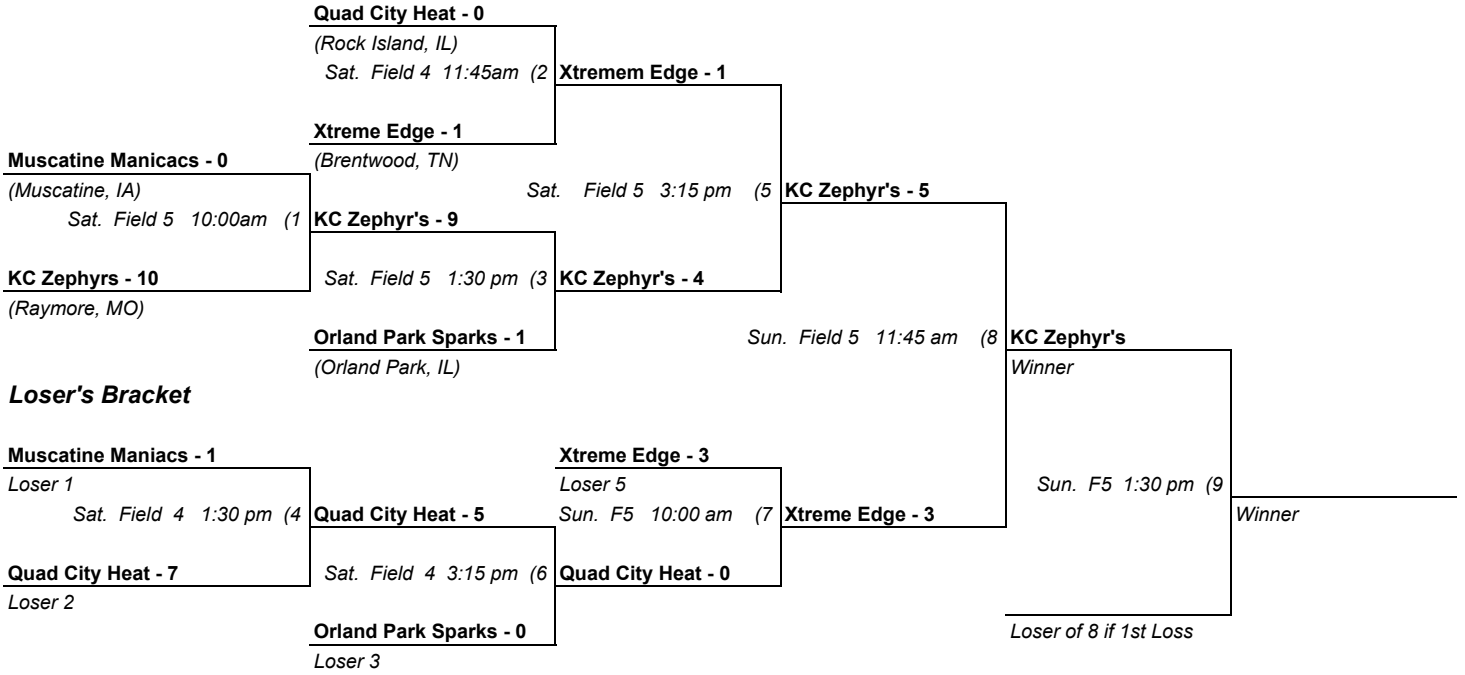 Quad City Heat - 0
(Rock Island, IL)
Sat. Field 4 11:45am (2
Xtremem Edge - 1
Xtreme Edge - 1
(Brentwood, TN)
Muscatine Manicacs - 0
(Muscatine, IA)
Sat. Field 5 3:15 pm (5
KC Zephyr's - 5
Sat. Field 5 10:00am (1
KC Zephyr's - 9
KC Zephyrs - 10
(Raymore, MO)
Sat. Field 5 1:30 pm (3
KC Zephyr's - 4
Orland Park Sparks - 1
(Orland Park, IL)
Sun. Field 5 11:45 am (8
KC Zephyr's
Winner
Loser's Bracket
Muscatine Maniacs - 1
Loser 1
Xtreme Edge - 3
Loser 5
Sun. F5 1:30 pm (9
Winner
Sat. Field 4 1:30 pm (4
Quad City Heat - 5
Sun. F5 10:00 am (7
Xtreme Edge - 3
Quad City Heat - 7
Loser 2
Sat. Field 4 3:15 pm (6
Quad City Heat - 0
Orland Park Sparks - 0
Loser 3
Loser of 8 if 1st Loss